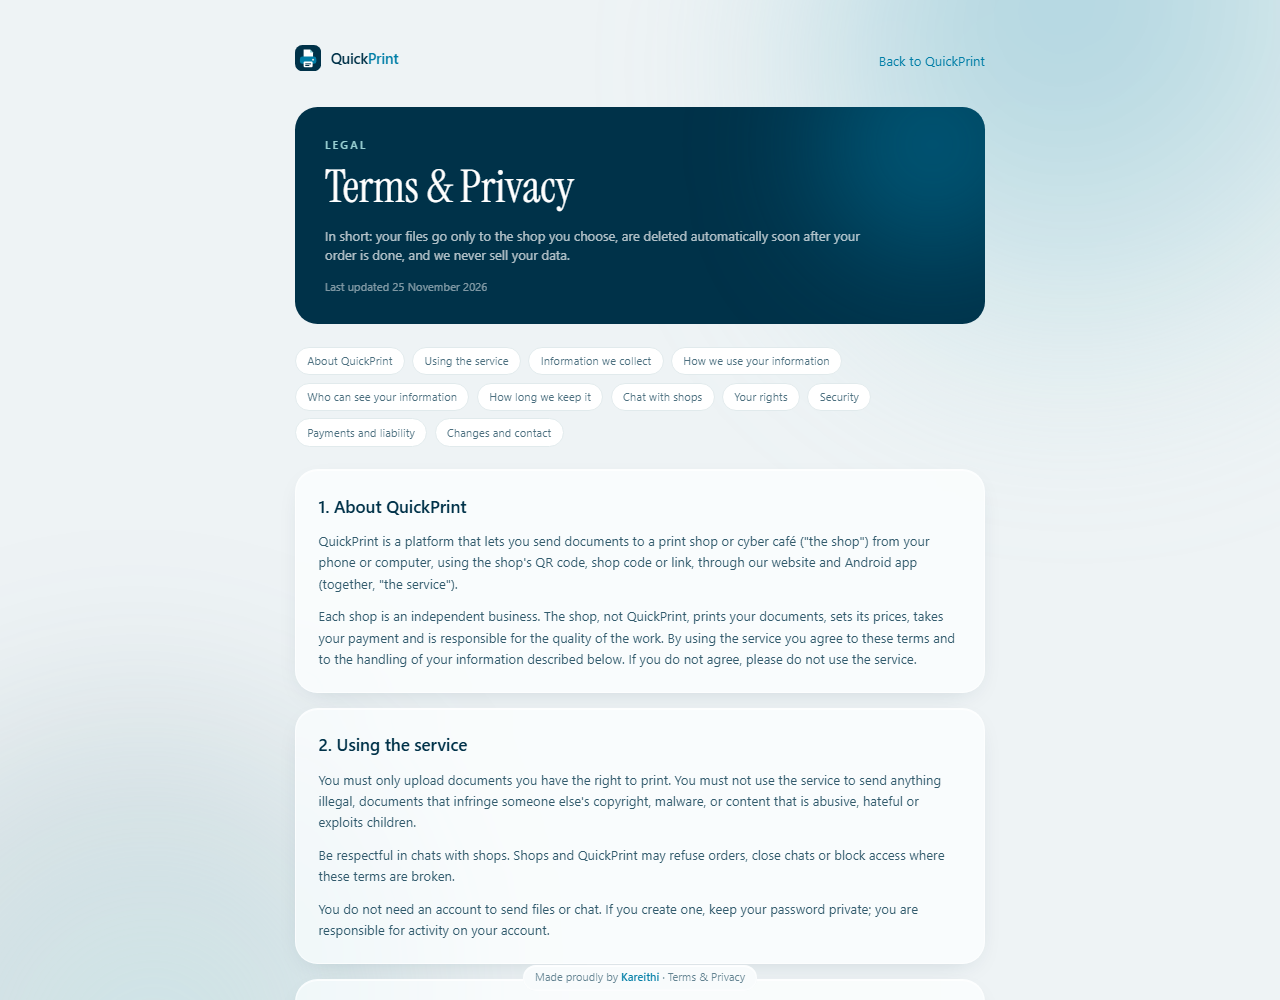 QuickPrint
Back to QuickPrint
LEGAL
Terms & Privacy
In short: your files go only to the shop you choose, are deleted automatically soon after your
order is done, and we never sell your data.
Last updated 25 November 2026
About QuickPrint
Using the service
Information we collect
How we use your information
Who can see your information
How long we keep it
Chat with shops
Your rights
Security
Payments and liability
Changes and contact
1. About QuickPrint
QuickPrint is a platform that lets you send documents to a print shop or cyber café ("the shop") from your
phone or computer, using the shop's QR code, shop code or link, through our website and Android app
(together, "the service").
Each shop is an independent business. The shop, not QuickPrint, prints your documents, sets its prices, takes
your payment and is responsible for the quality of the work. By using the service you agree to these terms and
to the handling of your information described below. If you do not agree, please do not use the service.
2. Using the service
You must only upload documents you have the right to print. You must not use the service to send anything
illegal, documents that infringe someone else's copyright, malware, or content that is abusive, hateful or
exploits children.
Be respectful in chats with shops. Shops and QuickPrint may refuse orders, close chats or block access where
these terms are broken.
You do not need an account to send files or chat. If you create one, keep your password private; you are
responsible for activity on your account.
Made proudly by Kareithi · Terms & Privacy